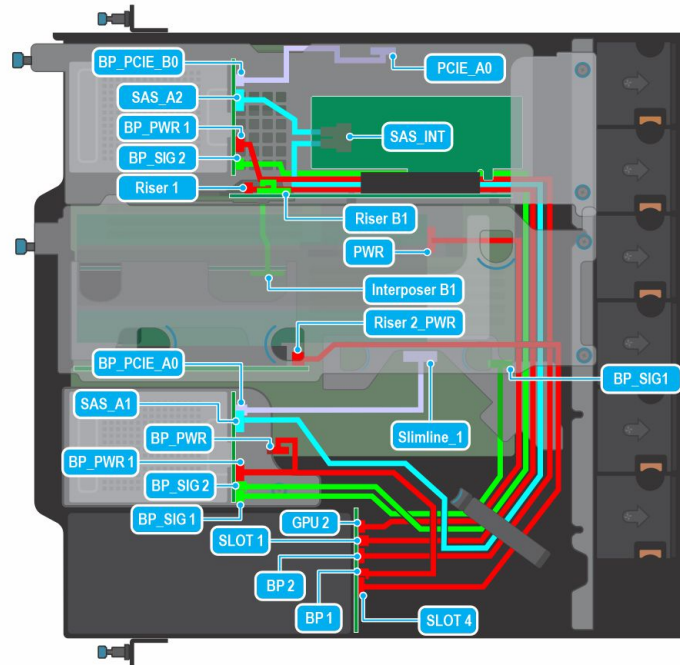 BP_PCIE_B0
PCIE_A0
SAS_A2
BP_PWR 1
SAS_INT
BP_SIG 2
Riser 1
Riser B1
PWR
Interposer B1
Riser 2_PWR
BP_PCIE_A0
BP_SIG1
SAS_A1
Slimline_1
BP_PWR
BP_PWR 1
BP_SIG 2
BP_SIG 1
GPU 2
SLOT 1
BP 2
BP 1
SLOT 4